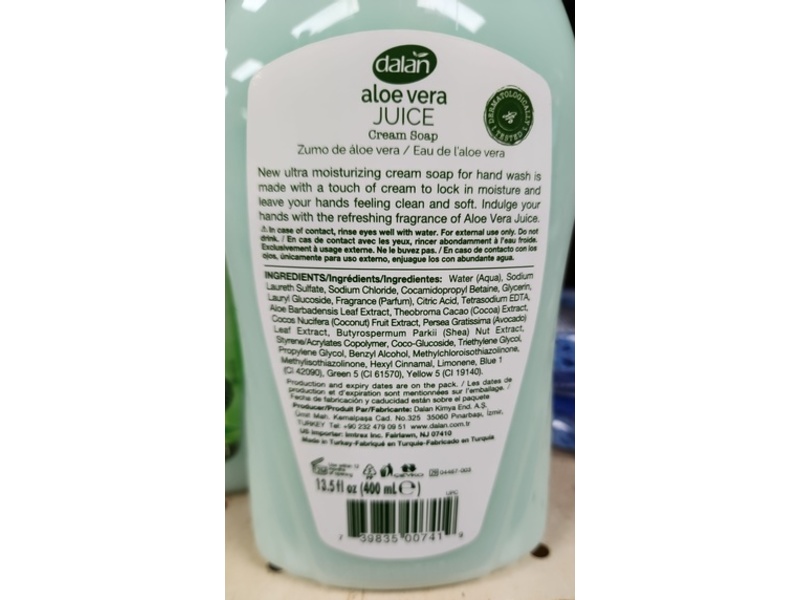 dalan
aloe vera
JUICE
Cream Soap
Zumo de áloe vera / Eau de l'aloe vera
DERMATOLOGICALLY TESTED
New ultra moisturizing cream soap for hand wash is
made with a touch of cream to lock in moisture and
leave your hands feeling clean and soft. Indulge your
hands with the refreshing fragrance of Aloe Vera Juice.
⚠ In case of contact, rinse eyes well with water. For external use only. Do not
drink. / En cas de contact avec les yeux, rincer abondamment à l'eau froide.
Exclusivement à usage externe. Ne le buvez pas. / En caso de contacto con los
ojos, únicamente para uso externo, enjuague los con abundante agua.
INGREDIENTS/Ingrédients/Ingredientes: Water (Aqua), Sodium
Laureth Sulfate, Sodium Chloride, Cocamidopropyl Betaine, Glycerin,
Lauryl Glucoside, Fragrance (Parfum), Citric Acid, Tetrasodium EDTA,
Aloe Barbadensis Leaf Extract, Theobroma Cacao (Cocoa) Extract,
Cocos Nucifera (Coconut) Fruit Extract, Persea Gratissima (Avocado)
Leaf Extract, Butyrospermum Parkii (Shea) Nut Extract,
Styrene/Acrylates Copolymer, Coco-Glucoside, Triethylene Glycol,
Propylene Glycol, Benzyl Alcohol, Methylchloroisothiazolinone,
Methylisothiazolinone, Hexyl Cinnamal, Limonene, Blue 1
(CI 42090), Green 5 (CI 61570), Yellow 5 (CI 19140).
Production and expiry dates are on the pack. / Les dates de
production et d'expiration sont mentionnées sur l'emballage. /
Fecha de fabricación y caducidad están sobre el paquete
Producer/Produit Par/Fabricante: Dalan Kimya End. A.Ş.
Ümit Mah. Kemalpaşa Cad. No.325 35060 Pınarbaşı, İzmir,
TURKEY Tel. +90 232 479 09 51 www.dalan.com.tr
US Importer: Imtrex Inc. Fairlawn, NJ 07410
Made in Turkey-Fabriqué en Turquie-Fabricado en Turquía
04467-003
13.5 fl oz (400 mL e)
UPC
7 39835 00741 9